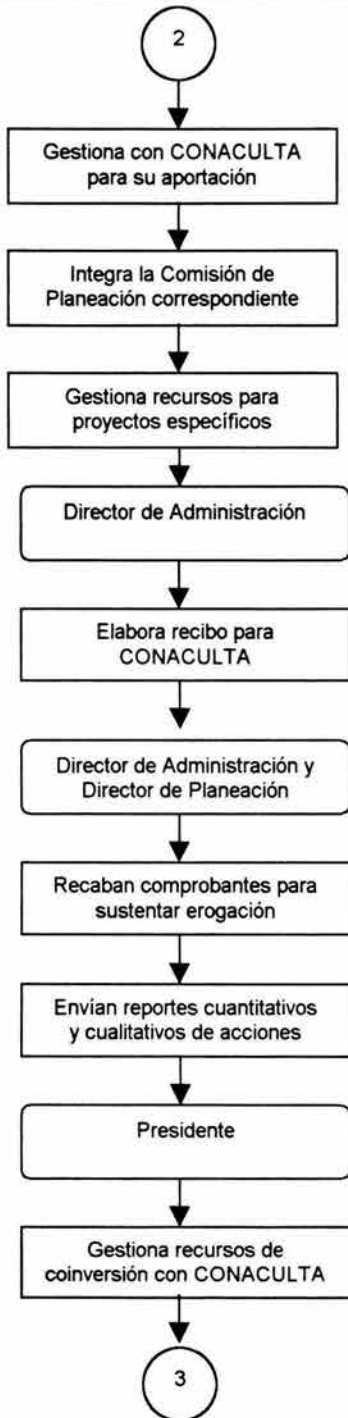 2
Gestiona con CONACULTA
para su aportación
Integra la Comisión de
Planeación correspondiente
Gestiona recursos para
proyectos específicos
Director de Administración
Elabora recibo para
CONACULTA
Director de Administración y
Director de Planeación
Recaban comprobantes para
sustentar erogación
Envían reportes cuantitativos
y cualitativos de acciones
Presidente
Gestiona recursos de
coinversión con CONACULTA
3